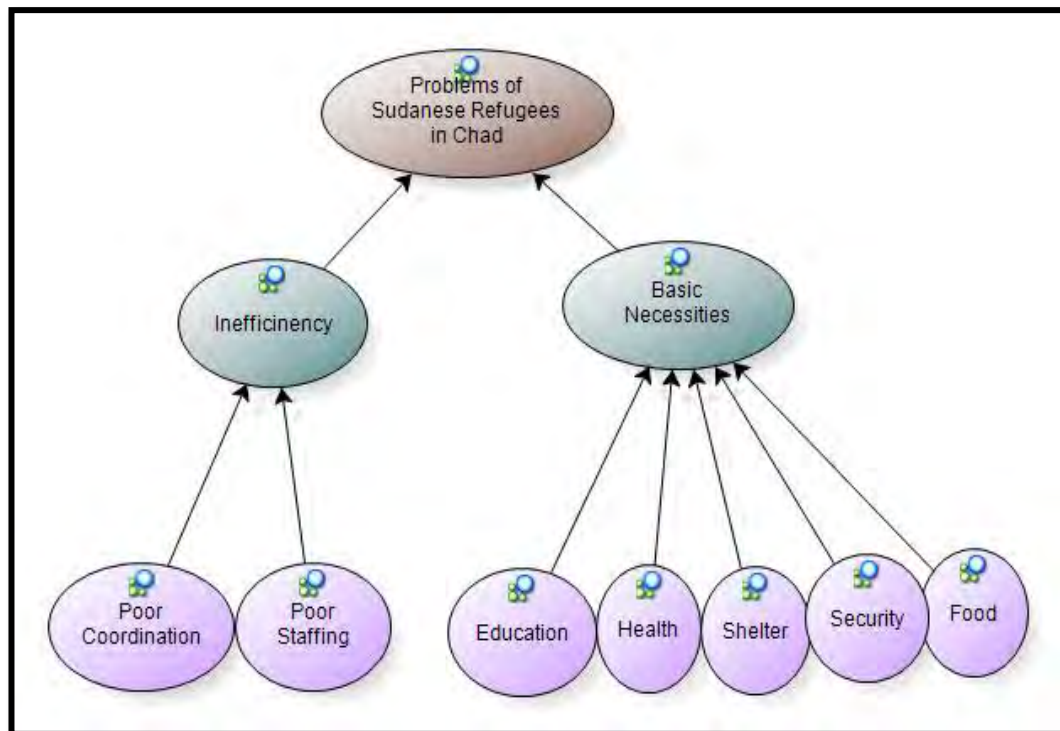 Problems of
Sudanese Refugees
in Chad
Inefficinency
Basic
Necessities
Poor
Coordination
Poor
Staffing
Education
Health
Shelter
Security
Food